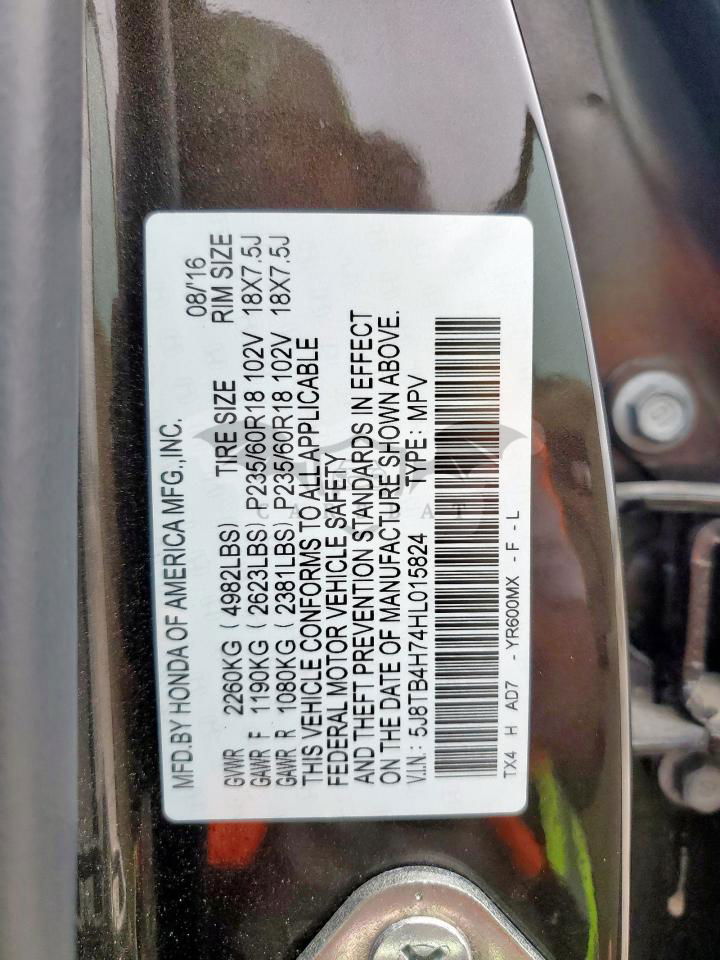 MFD.BY HONDA OF AMERICA MFG.,INC. 08/'16
TIRE SIZE RIM SIZE
GVWR 2260KG ( 4982LBS)
GAWR F 1190KG ( 2623LBS) P235/60R18 102V 18X7.5J
GAWR R 1080KG ( 2381LBS) P235/60R18 102V 18X7.5J
THIS VEHICLE CONFORMS TO ALL APPLICABLE
FEDERAL MOTOR VEHICLE SAFETY
AND THEFT PREVENTION STANDARDS IN EFFECT
ON THE DATE OF MANUFACTURE SHOWN ABOVE.
V.I.N.: 5J8TB4H74HL015824 TYPE: MPV
TX4 H AD7 - YR600MX - F - L